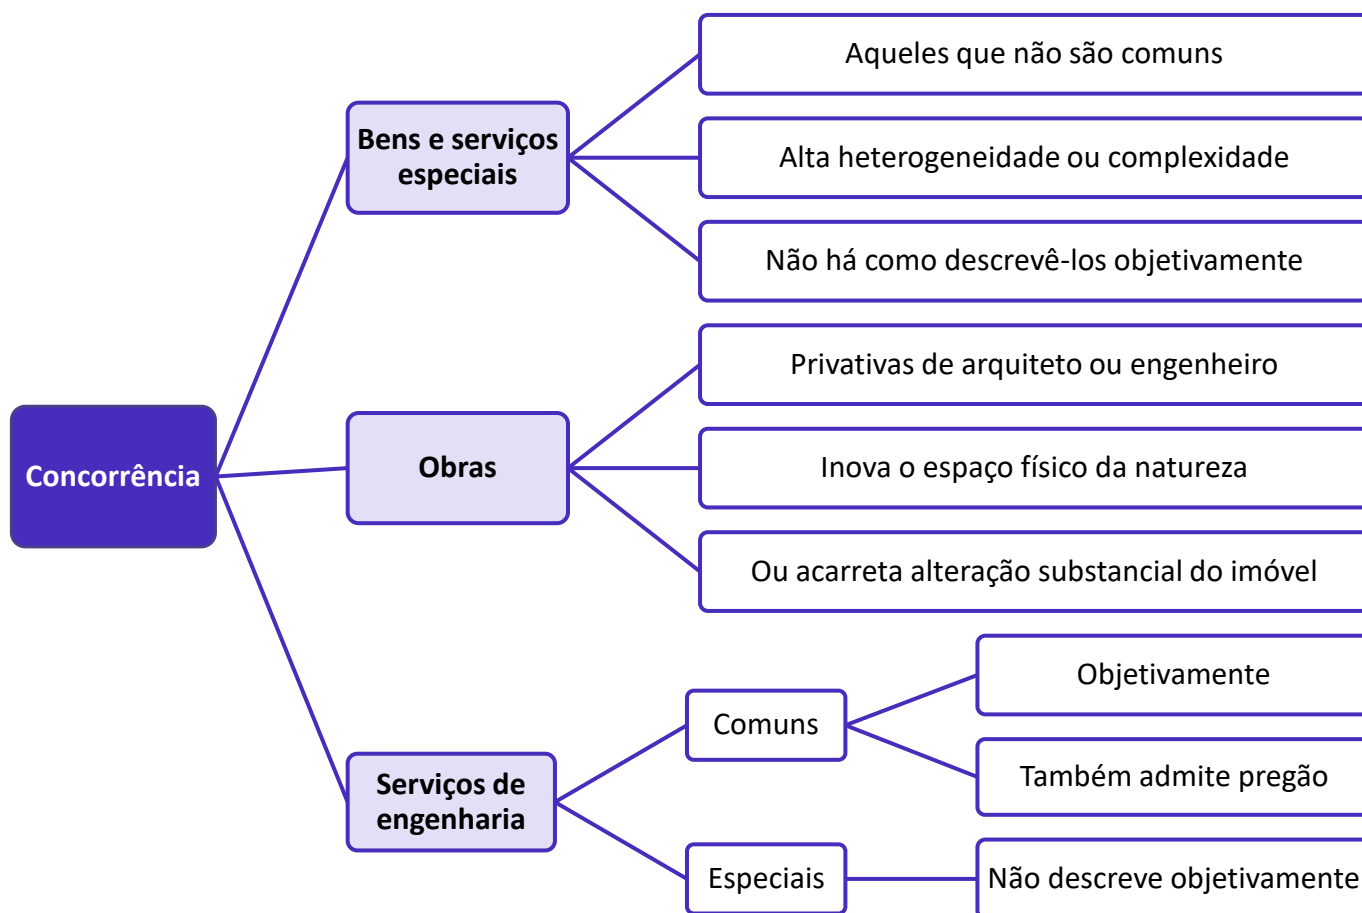 Concorrência
Bens e serviços
especiais
Aqueles que não são comuns
Alta heterogeneidade ou complexidade
Não há como descrevê-los objetivamente
Obras
Privativas de arquiteto ou engenheiro
Inova o espaço físico da natureza
Ou acarreta alteração substancial do imóvel
Serviços de
engenharia
Comuns
Objetivamente
Também admite pregão
Especiais
Não descreve objetivamente